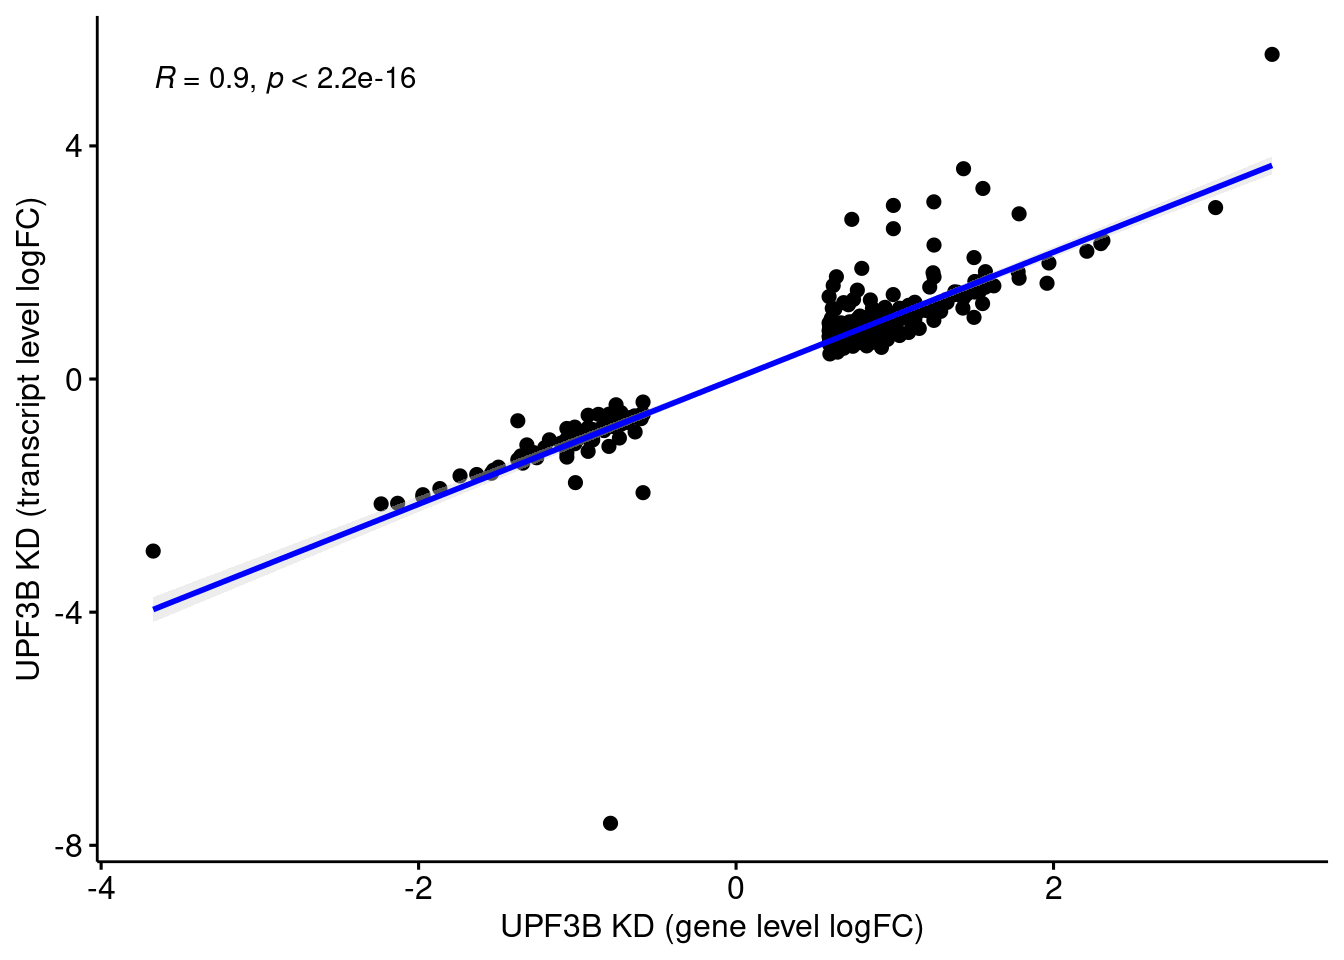 R = 0.9, p < 2.2e-16
UPF3B KD (transcript level logFC)
4
0
-4
-8
-4
-2
0
2
UPF3B KD (gene level logFC)